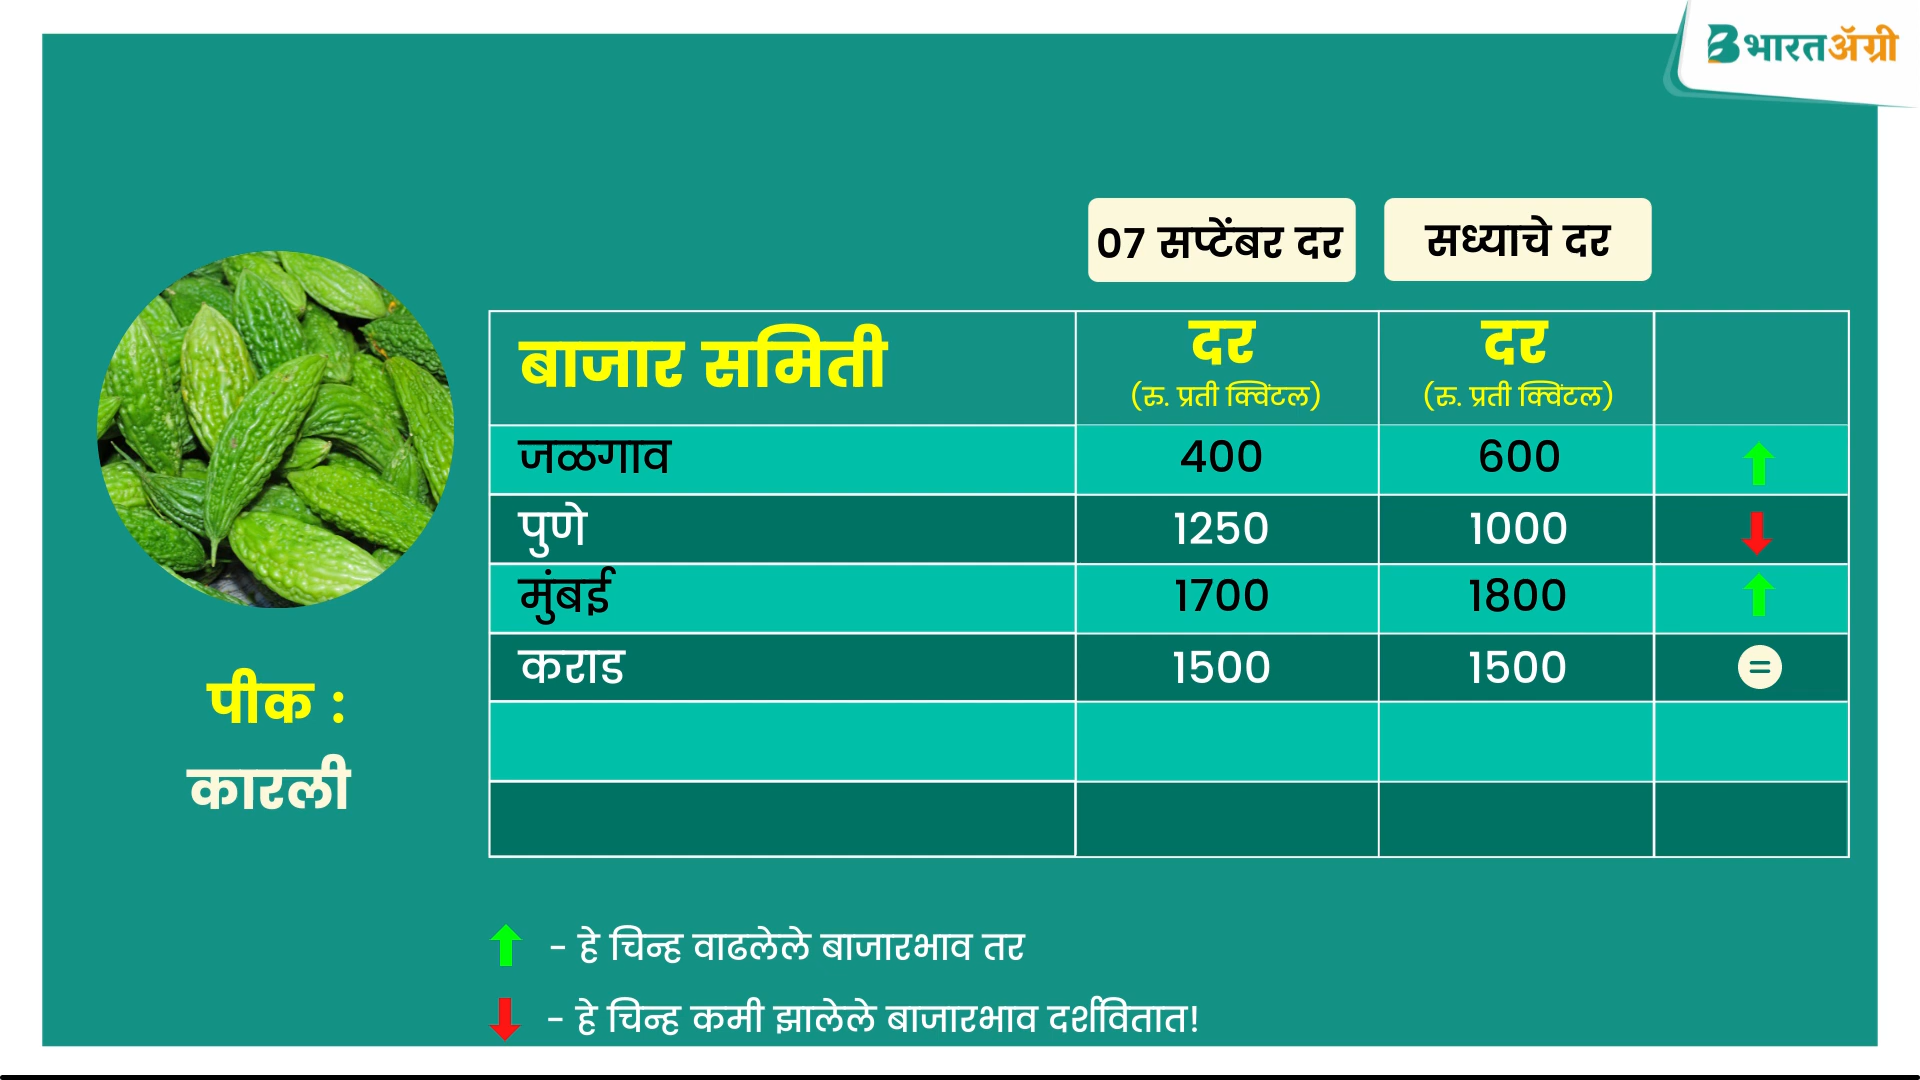 भारतअ‍ॅग्री
07 सप्टेंबर दर सध्याचे दर
बाजार समिती दर दर
(रु. प्रती क्विंटल) (रु. प्रती क्विंटल)
जळगाव 400 600
पुणे 1250 1000
मुंबई 1700 1800
कराड 1500 1500 =
पीक :
कारली
- हे चिन्ह वाढलेले बाजारभाव तर
- हे चिन्ह कमी झालेले बाजारभाव दर्शवितात!